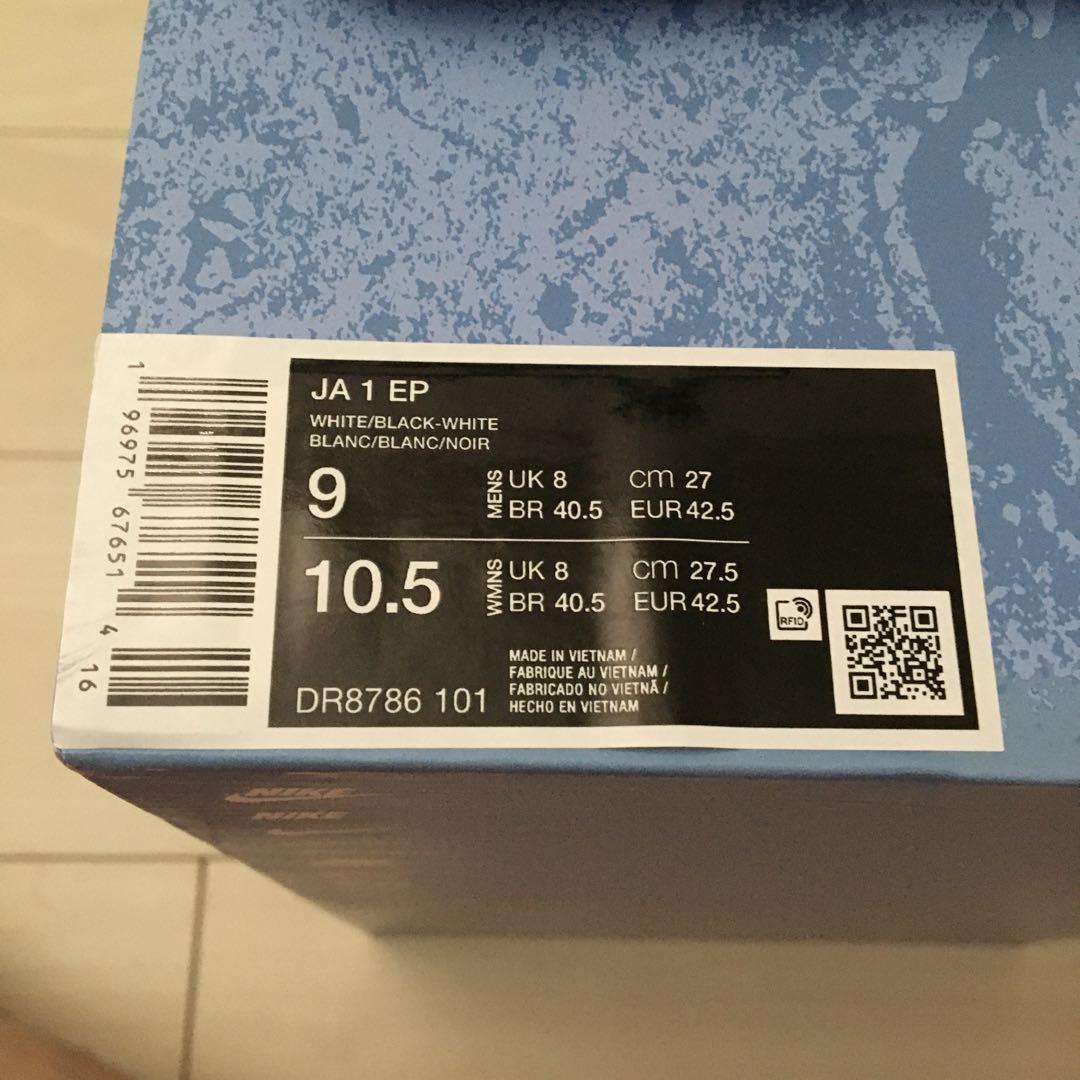 JA 1 EP
WHITE/BLACK-WHITE
BLANC/BLANC/NOIR
9
MENS
UK 8 cm 27
BR 40.5 EUR 42.5
10.5
WMNS
UK 8 cm 27.5
BR 40.5 EUR 42.5
MADE IN VIETNAM /
FABRIQUE AU VIETNAM /
FABRICADO NO VIETNÃ /
HECHO EN VIETNAM
DR8786 101
RFID
1 96975 67651 4 16
NIKE
NIKE